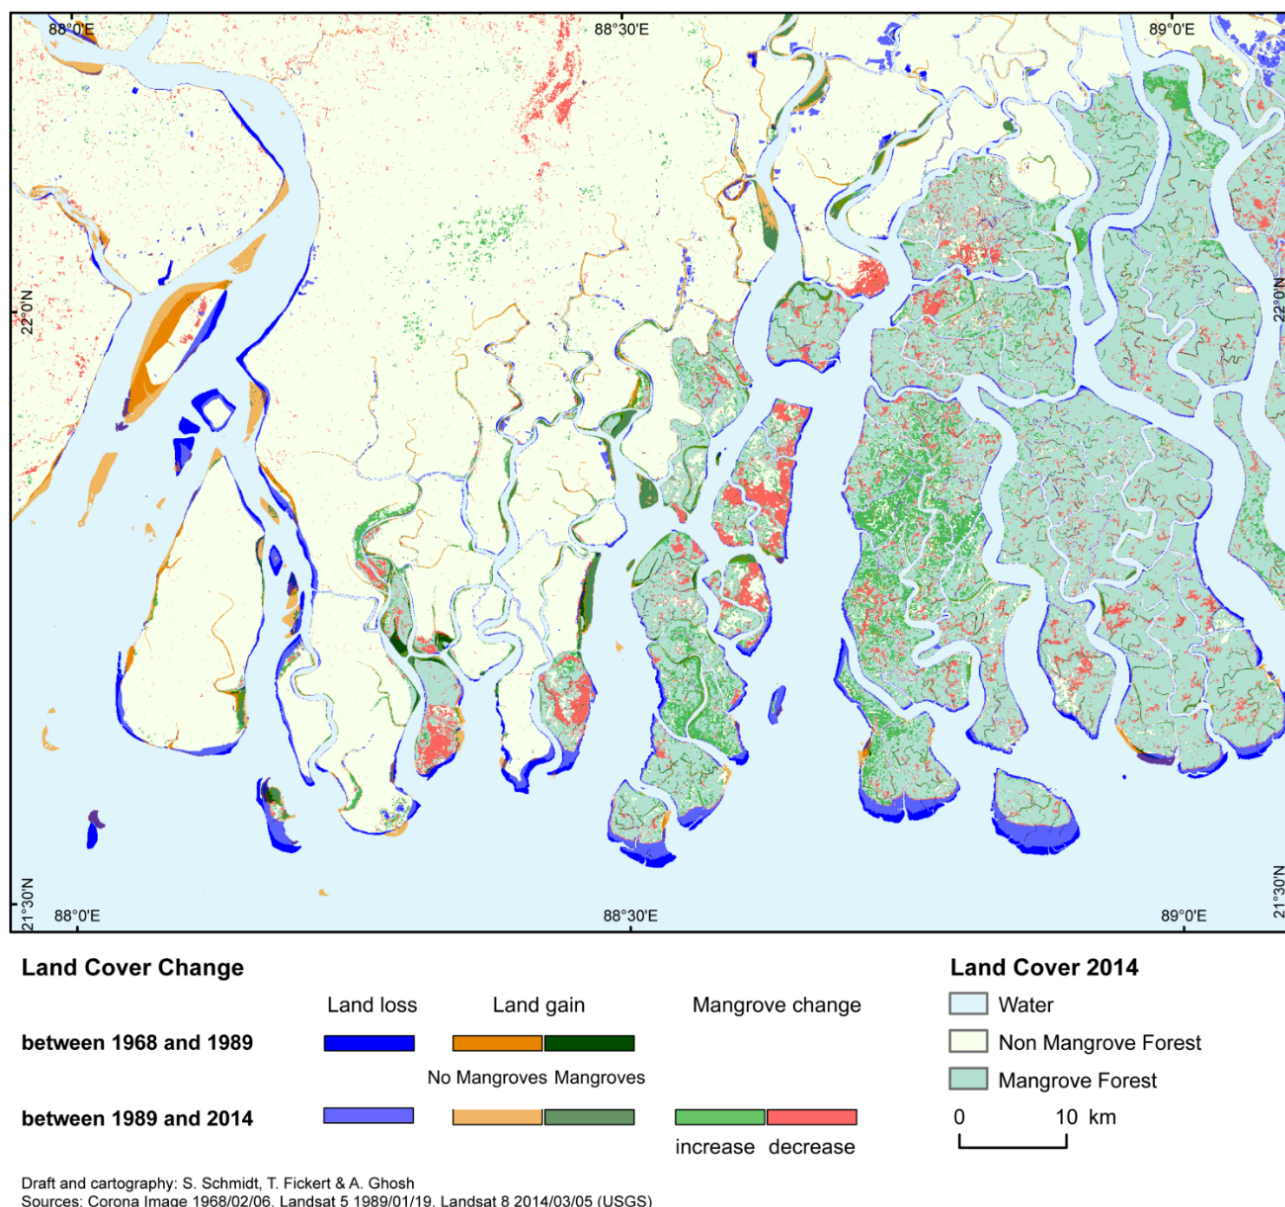 88°0'E 88°30'E 89°0'E
22°0'N 22°0'N
21°30'N 21°30'N
88°0'E 88°30'E 89°0'E
Land Cover Change Land Cover 2014
Land loss Land gain Mangrove change Water
between 1968 and 1989 Non Mangrove Forest
No Mangroves Mangroves Mangrove Forest
between 1989 and 2014 0 10 km
increase decrease
Draft and cartography: S. Schmidt, T. Fickert & A. Ghosh
Sources: Corona Image 1968/02/06, Landsat 5 1989/01/19, Landsat 8 2014/03/05 (USGS)